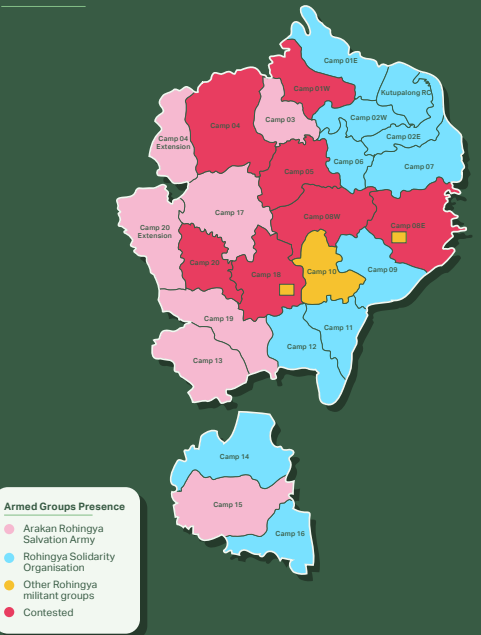 Camp 01E
Camp 01W
Kutupalong RC
Camp 04
Camp 03
Camp 02W
Camp 04
Extension
Camp 02E
Camp 06
Camp 07
Camp 05
Camp 17
Camp 08W
Camp 08E
Camp 20
Extension
Camp 20
Camp 18
Camp 10
Camp 09
Camp 19
Camp 11
Camp 12
Camp 13
Camp 14
Camp 15
Camp 16
Armed Groups Presence
Arakan Rohingya
Salvation Army
Rohingya Solidarity
Organisation
Other Rohingya
militant groups
Contested